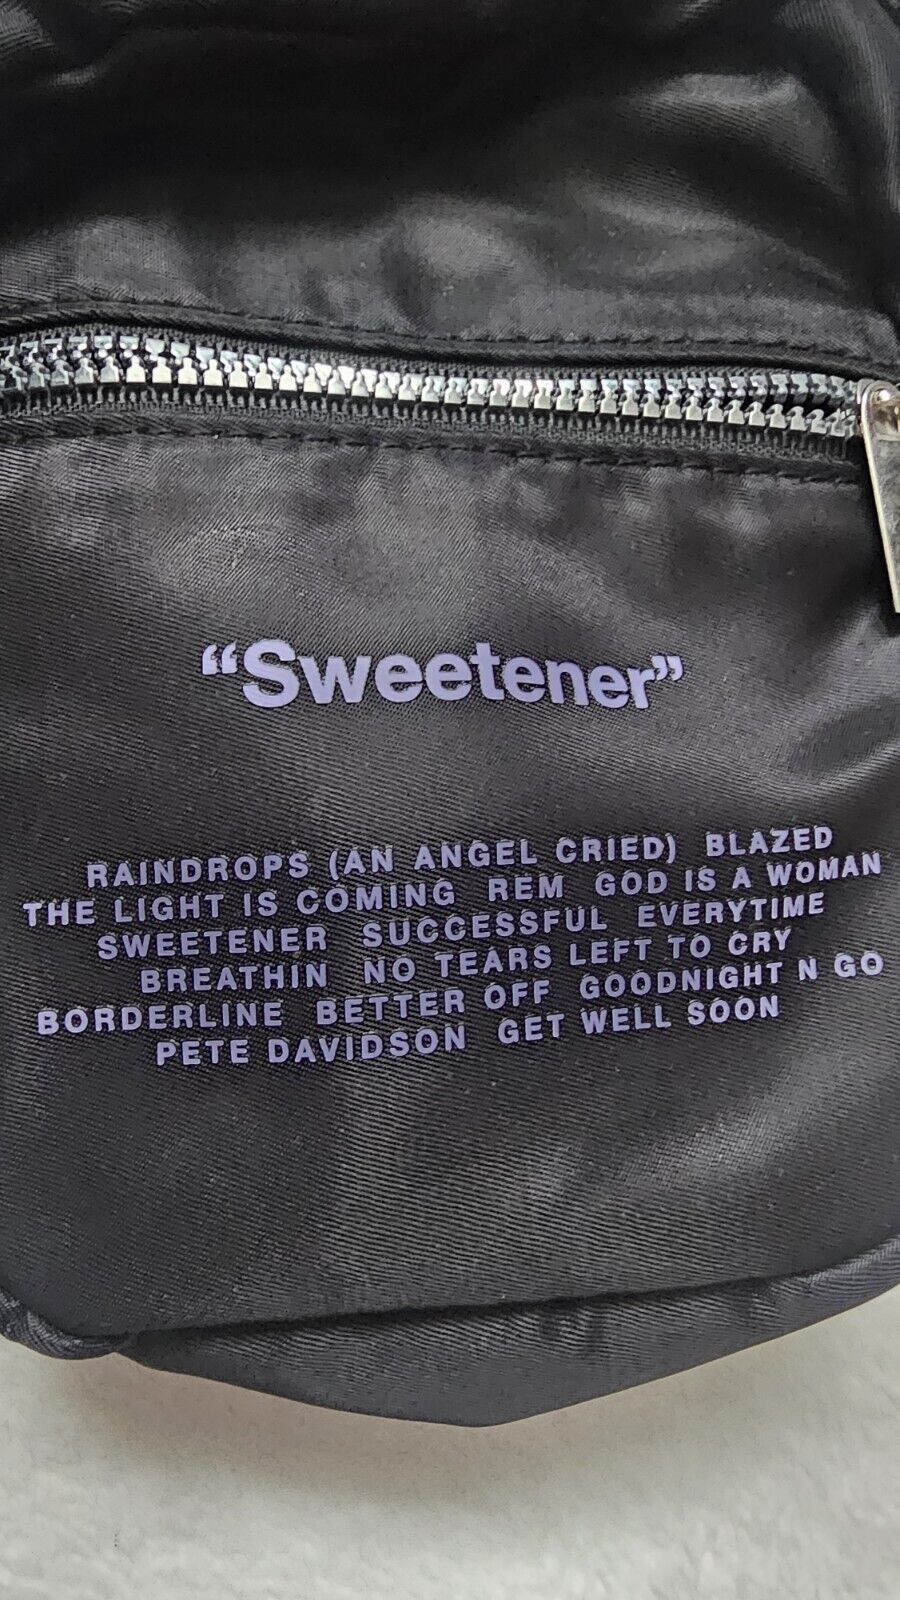 “Sweetener”
RAINDROPS (AN ANGEL CRIED) BLAZED
THE LIGHT IS COMING REM GOD IS A WOMAN
SWEETENER SUCCESSFUL EVERYTIME
BREATHIN NO TEARS LEFT TO CRY
BORDERLINE BETTER OFF GOODNIGHT N GO
PETE DAVIDSON GET WELL SOON